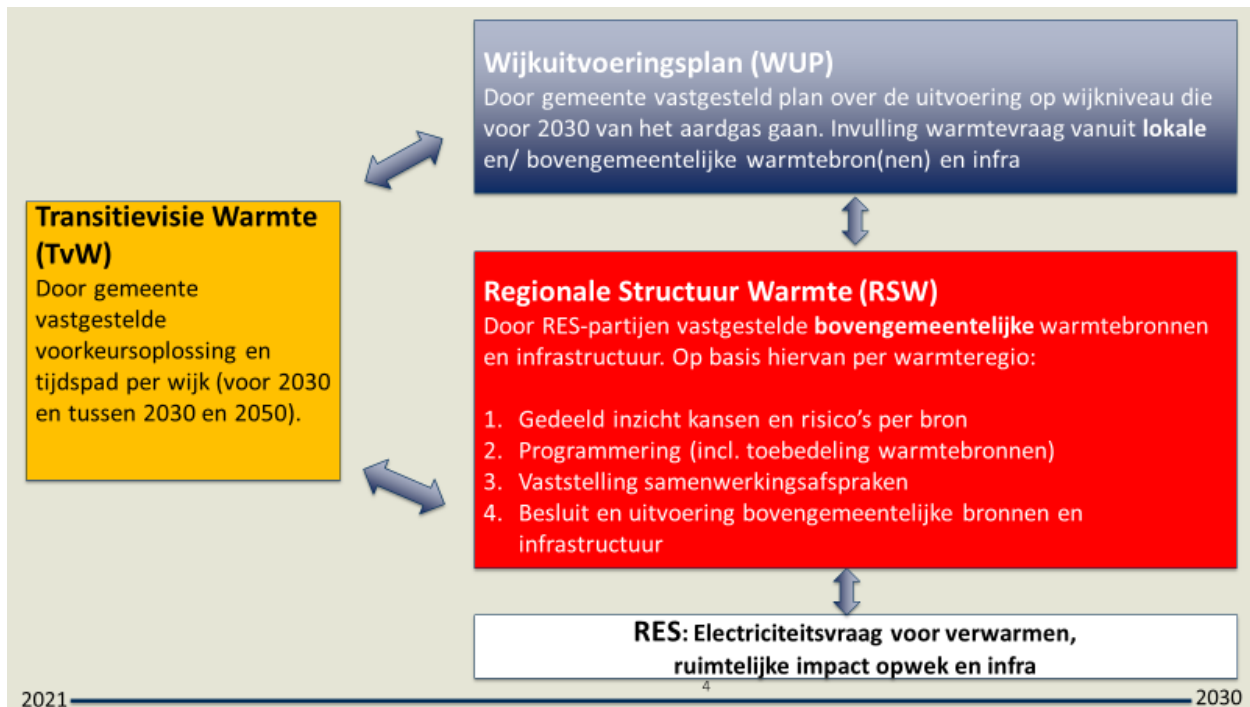 Wijkuitvoeringsplan (WUP)
Door gemeente vastgesteld plan over de uitvoering op wijkniveau die
voor 2030 van het aardgas gaan. Invulling warmtevraag vanuit lokale
en/ bovengemeentelijke warmtebron(nen) en infra
Transitievisie Warmte
(TvW)
Door gemeente
vastgestelde
voorkeursoplossing en
tijdspad per wijk (voor 2030
en tussen 2030 en 2050).
Regionale Structuur Warmte (RSW)
Door RES-partijen vastgestelde bovengemeentelijke warmtebronnen
en infrastructuur. Op basis hiervan per warmteregio:
1. Gedeeld inzicht kansen en risico's per bron
2. Programmering (incl. toebedeling warmtebronnen)
3. Vaststelling samenwerkingsafspraken
4. Besluit en uitvoering bovengemeentelijke bronnen en
infrastructuur
RES: Electriciteitsvraag voor verwarmen,
ruimtelijke impact opwek en infra
4
2021
2030